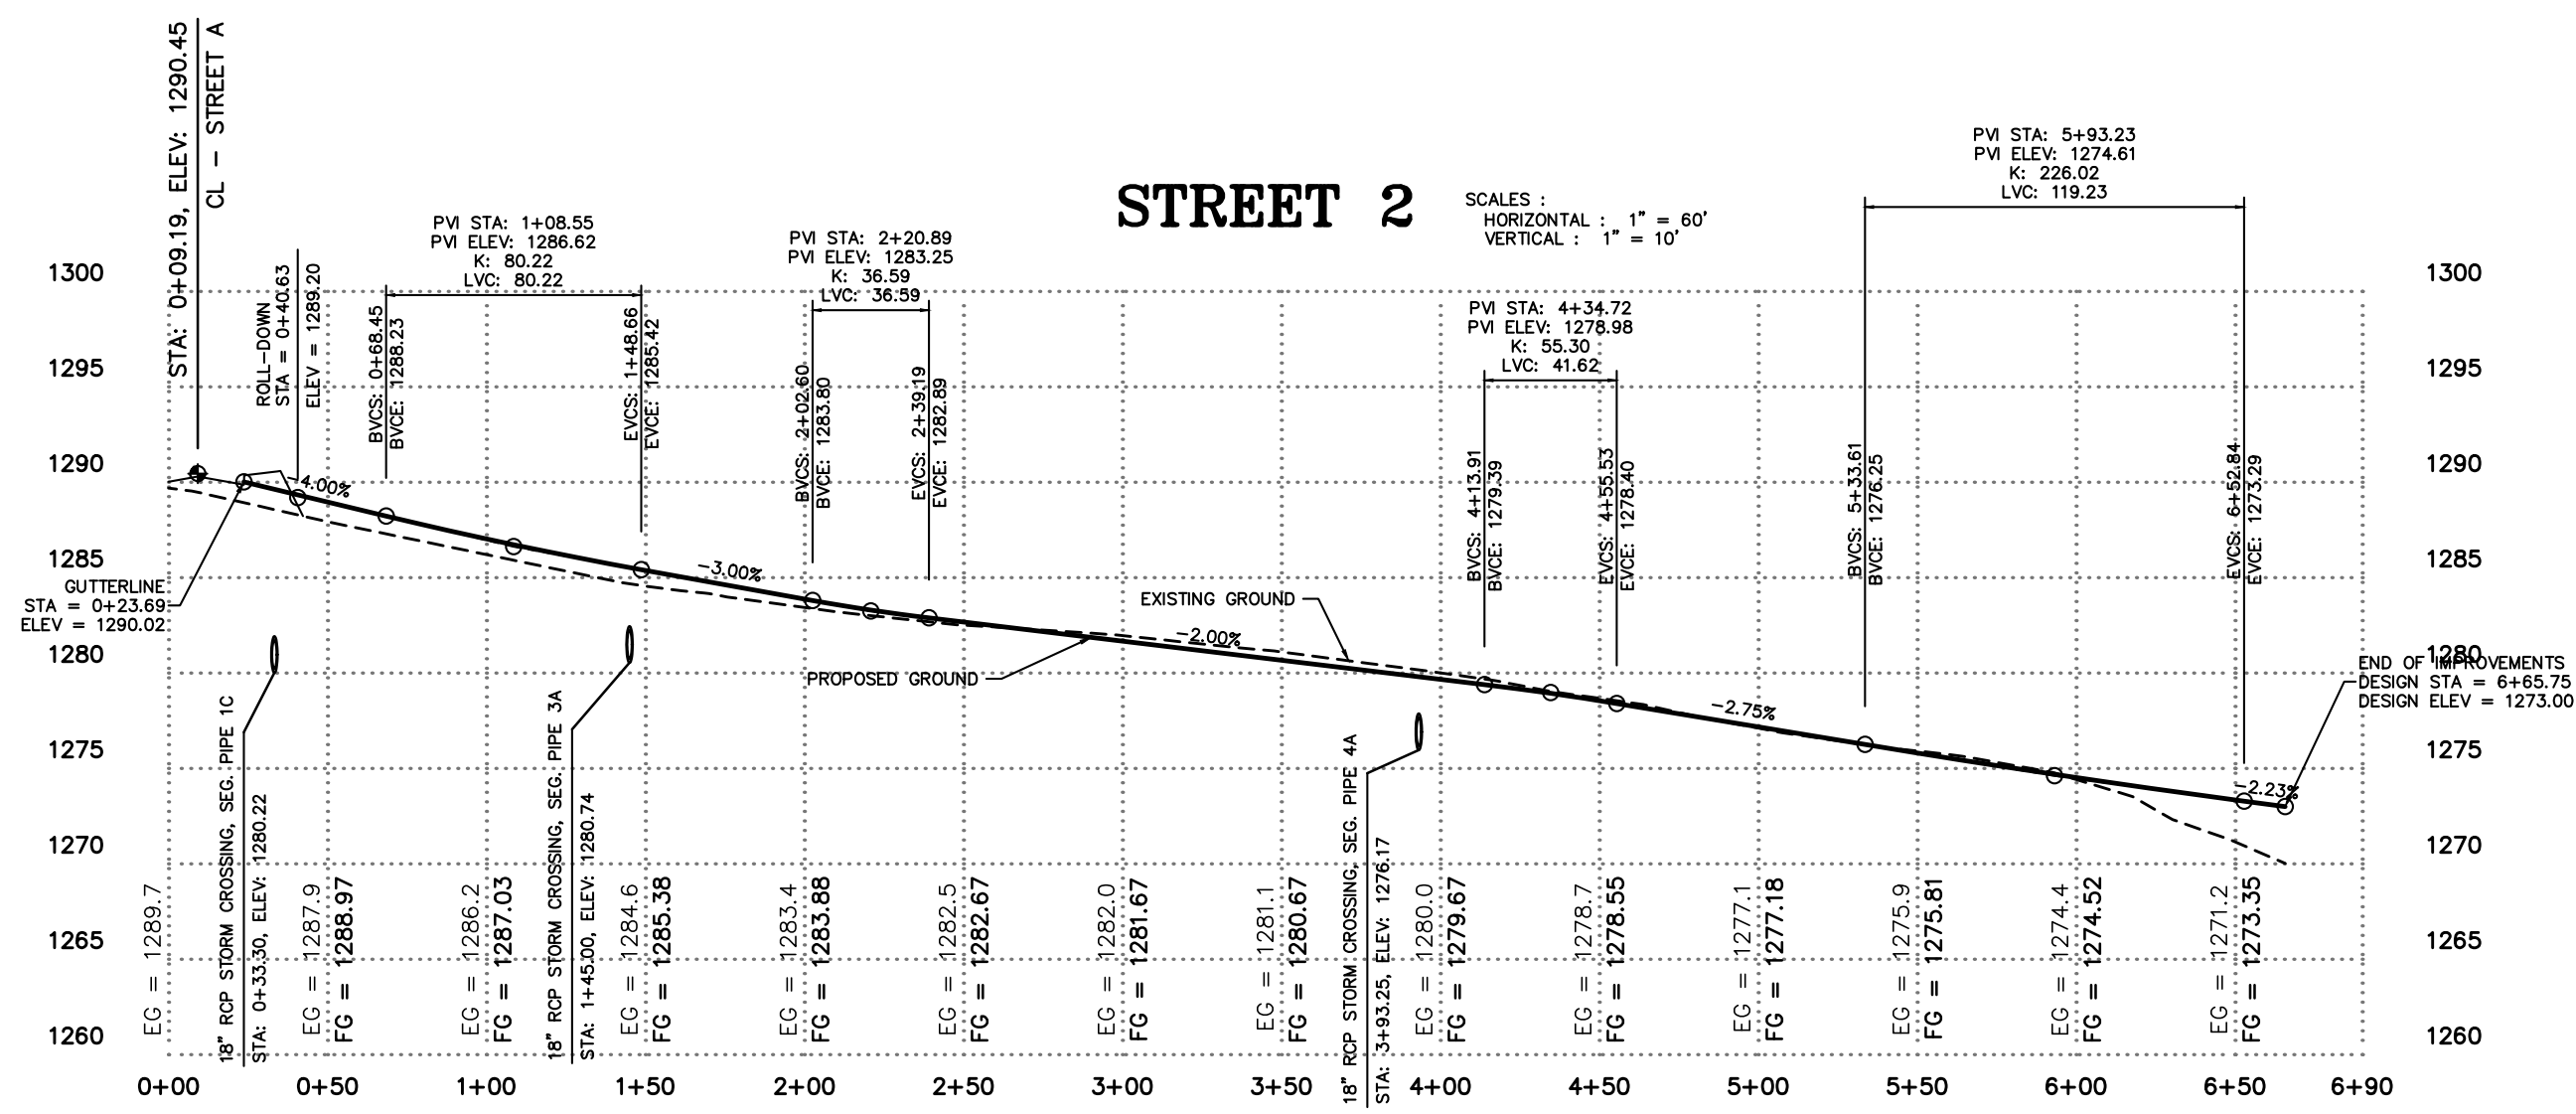 STA: 0+09.19, ELEV: 1290.45
CL - STREET A
STREET 2
SCALES :
HORIZONTAL : 1" = 60'
VERTICAL : 1" = 10'
PVI STA: 1+08.55
PVI ELEV: 1286.62
K: 80.22
LVC: 80.22
PVI STA: 2+20.89
PVI ELEV: 1283.25
K: 36.59
LVC: 36.59
PVI STA: 4+34.72
PVI ELEV: 1278.98
K: 55.30
LVC: 41.62
PVI STA: 5+93.23
PVI ELEV: 1274.61
K: 226.02
LVC: 119.23
ROLL-DOWN
STA = 0+40.63
ELEV = 1289.20
BVCS: 0+68.45
BVCE: 1288.23
EVCS: 1+48.66
EVCE: 1285.42
BVCS: 2+02.60
BVCE: 1283.80
EVCS: 2+39.19
EVCE: 1282.89
BVCS: 4+13.91
BVCE: 1279.39
EVCS: 4+55.53
EVCE: 1278.40
BVCS: 5+33.61
BVCE: 1276.25
EVCS: 6+52.84
EVCE: 1273.29
1300
1295
1290
1285
1280
1275
1270
1265
1260
1300
1295
1290
1285
1280
1275
1270
1265
1260
-4.00%
-3.00%
-2.00%
-2.75%
-2.23%
GUTTERLINE
STA = 0+23.69
ELEV = 1290.02
EXISTING GROUND
PROPOSED GROUND
END OF IMPROVEMENTS
DESIGN STA = 6+65.75
DESIGN ELEV = 1273.00
18" RCP STORM CROSSING, SEG. PIPE 1C
STA: 0+33.30, ELEV: 1280.22
18" RCP STORM CROSSING, SEG. PIPE 3A
STA: 1+45.00, ELEV: 1280.74
18" RCP STORM CROSSING, SEG. PIPE 4A
STA: 3+93.25, ELEV: 1276.17
EG = 1289.7
EG = 1287.9
FG = 1288.97
EG = 1286.2
FG = 1287.03
EG = 1284.6
FG = 1285.38
EG = 1283.4
FG = 1283.88
EG = 1282.5
FG = 1282.67
EG = 1282.0
FG = 1281.67
EG = 1281.1
FG = 1280.67
EG = 1280.0
FG = 1279.67
EG = 1278.7
FG = 1278.55
EG = 1277.1
FG = 1277.18
EG = 1275.9
FG = 1275.81
EG = 1274.4
FG = 1274.52
EG = 1271.2
FG = 1273.35
0+00 0+50 1+00 1+50 2+00 2+50 3+00 3+50 4+00 4+50 5+00 5+50 6+00 6+50 6+90